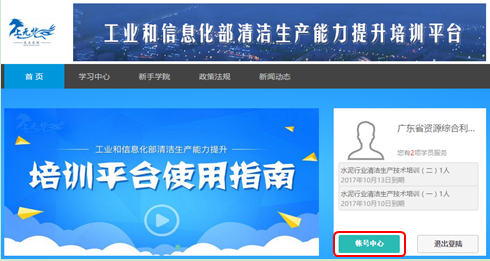 工业和信息化部清洁生产能力提升培训平台
首 页
学习中心
新手学院
政策法规
新闻动态
工业和信息化部清洁生产能力提升
培训平台使用指南
广东省资源综合利...
您有2项学员服务
水泥行业清洁生产技术培训（二）1人
2017年10月13日到期
水泥行业清洁生产技术培训（一）1人
2017年10月10日到期
帐号中心
退出登陆